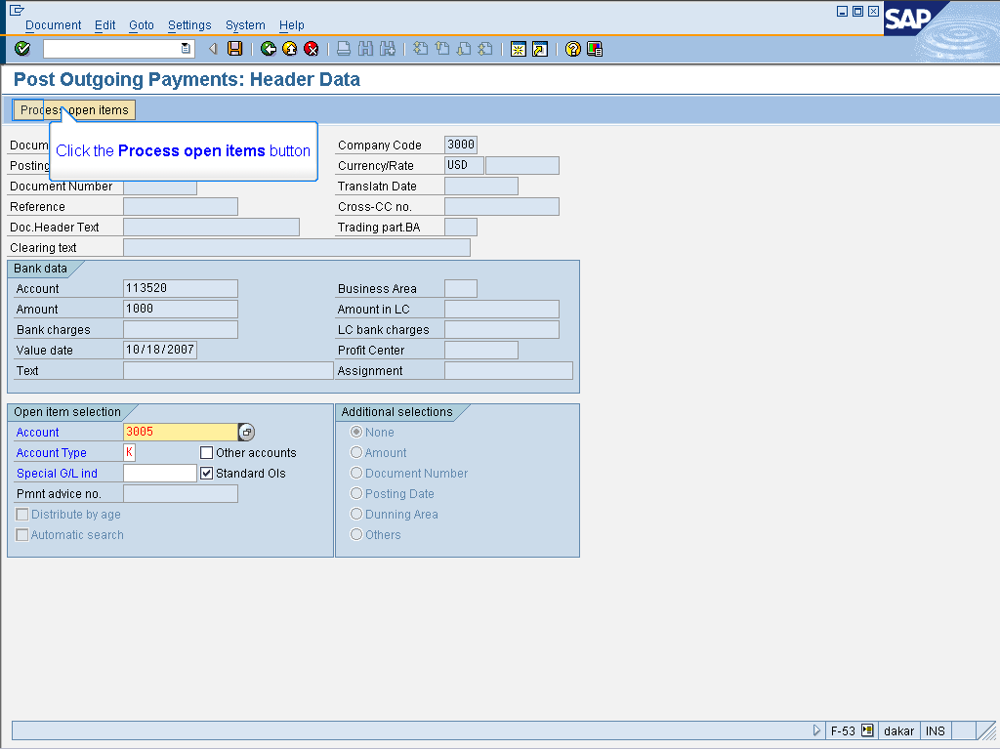 Document Edit Goto Settings System Help
SAP
Post Outgoing Payments: Header Data
Process open items
Click the Process open items button
Docum
Company Code 3000
Posting
Currency/Rate USD
Document Number
Translatn Date
Reference
Cross-CC no.
Doc.Header Text
Trading part.BA
Clearing text
Bank data
Account 113520
Business Area
Amount 1000
Amount in LC
Bank charges
LC bank charges
Value date 10/18/2007
Profit Center
Text
Assignment
Open item selection
Account 3005
Account Type K
Other accounts
Special G/L ind
Standard OIs
Pmnt advice no.
Distribute by age
Automatic search
Additional selections
None
Amount
Document Number
Posting Date
Dunning Area
Others
F-53 dakar INS